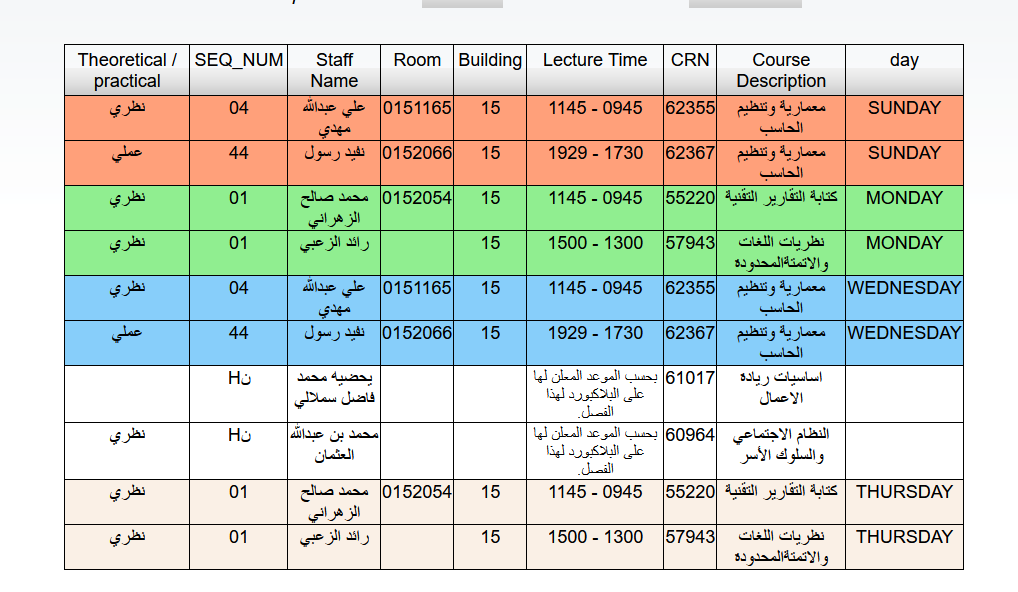 Theoretical / practical SEQ_NUM Staff Name Room Building Lecture Time CRN Course Description day
نظري 04 علي عبدالله مهدي 0151165 15 1145 - 0945 62355 معمارية وتنظيم الحاسب SUNDAY
عملي 44 نفيد رسول 0152066 15 1929 - 1730 62367 معمارية وتنظيم الحاسب SUNDAY
نظري 01 محمد صالح الزهراني 0152054 15 1145 - 0945 55220 كتابة التقارير التقنية MONDAY
نظري 01 رائد الزعبي 15 1500 - 1300 57943 نظريات اللغات والاتمتةالمحدودة MONDAY
نظري 04 علي عبدالله مهدي 0151165 15 1145 - 0945 62355 معمارية وتنظيم الحاسب WEDNESDAY
عملي 44 نفيد رسول 0152066 15 1929 - 1730 62367 معمارية وتنظيم الحاسب WEDNESDAY
Hن يحضيه محمد فاضل سملالي بحسب الموعد المعلن لها على البلاكبورد لهذا الفصل. 61017 اساسيات ريادة الاعمال
نظري Hن محمد بن عبدالله العثمان بحسب الموعد المعلن لها على البلاكبورد لهذا الفصل. 60964 النظام الاجتماعي والسلوك الأسر
نظري 01 محمد صالح الزهراني 0152054 15 1145 - 0945 55220 كتابة التقارير التقنية THURSDAY
نظري 01 رائد الزعبي 15 1500 - 1300 57943 نظريات اللغات والاتمتةالمحدودة THURSDAY